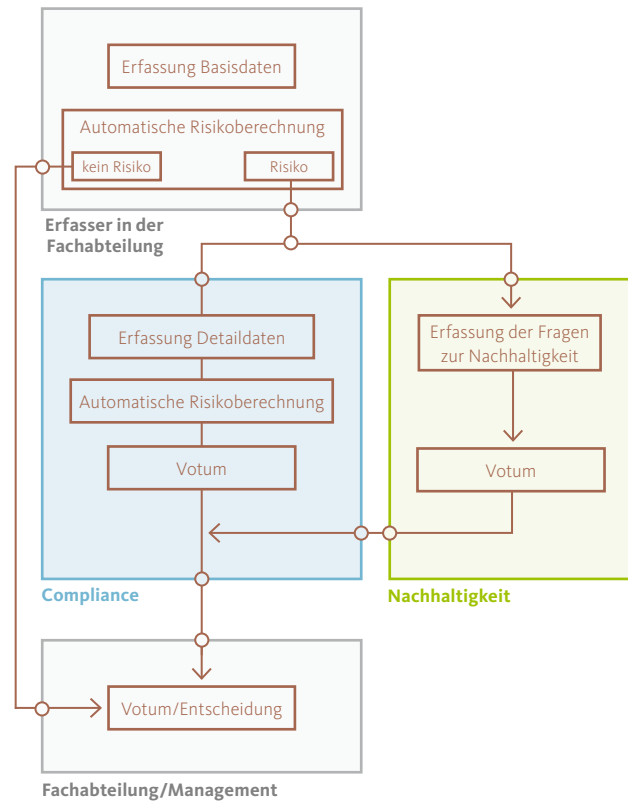 Erfassung Basisdaten
Automatische Risikoberechnung
kein Risiko
Risiko
Erfasser in der
Fachabteilung
Erfassung Detaildaten
Automatische Risikoberechnung
Votum
Compliance
Erfassung der Fragen
zur Nachhaltigkeit
Votum
Nachhaltigkeit
Votum/Entscheidung
Fachabteilung/Management